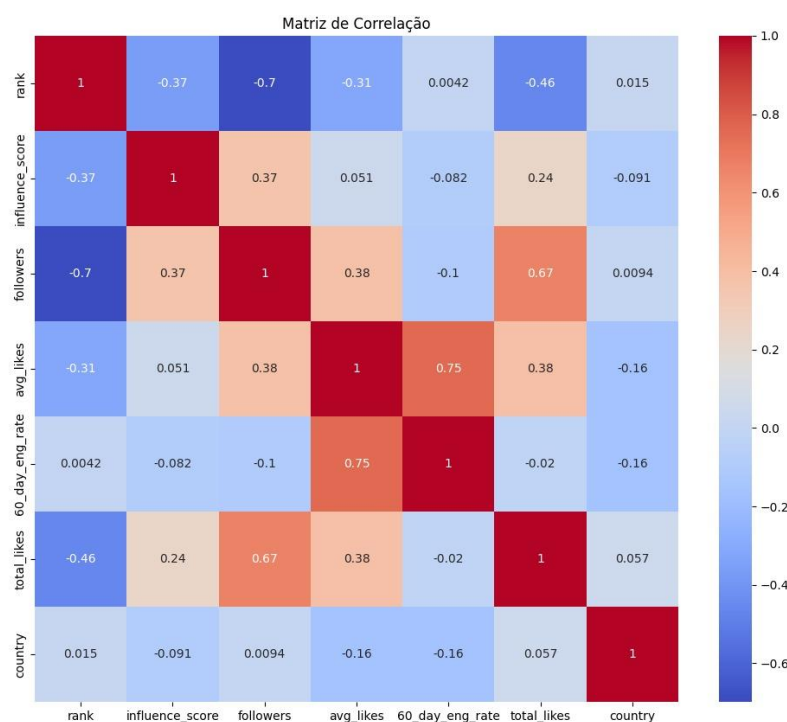 Matriz de Correlação
rank 1 -0.37 -0.7 -0.31 0.0042 -0.46 0.015
influence_score -0.37 1 0.37 0.051 -0.082 0.24 -0.091
followers -0.7 0.37 1 0.38 -0.1 0.67 0.0094
avg_likes -0.31 0.051 0.38 1 0.75 0.38 -0.16
60_day_eng_rate 0.0042 -0.082 -0.1 0.75 1 -0.02 -0.16
total_likes -0.46 0.24 0.67 0.38 -0.02 1 0.057
country 0.015 -0.091 0.0094 -0.16 -0.16 0.057 1
rank influence_score followers avg_likes 60_day_eng_rate total_likes country
1.0
0.8
0.6
0.4
0.2
0.0
−0.2
−0.4
−0.6